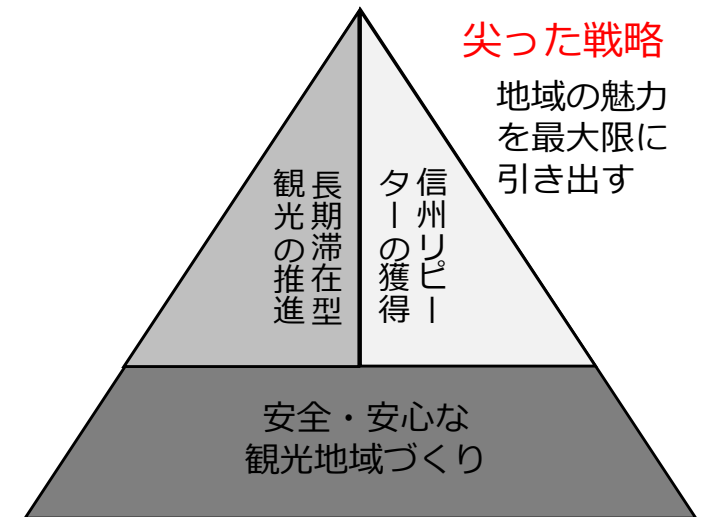 尖った戦略
地域の魅力
を最大限に
引き出す
長期滞在型
観光の推進
信州リピー
ターの獲得
安全・安心な
観光地域づくり